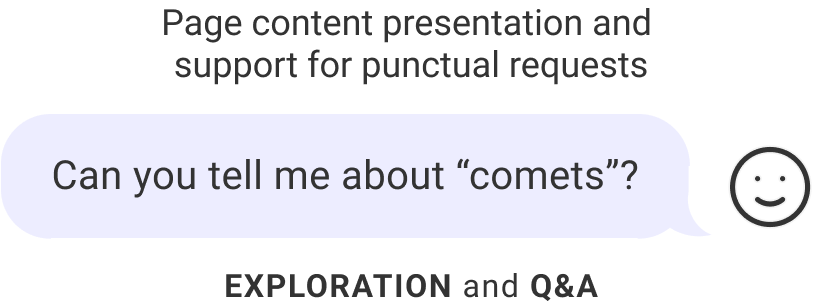 Page content presentation and
support for punctual requests
Can you tell me about “comets”?
EXPLORATION and Q&A